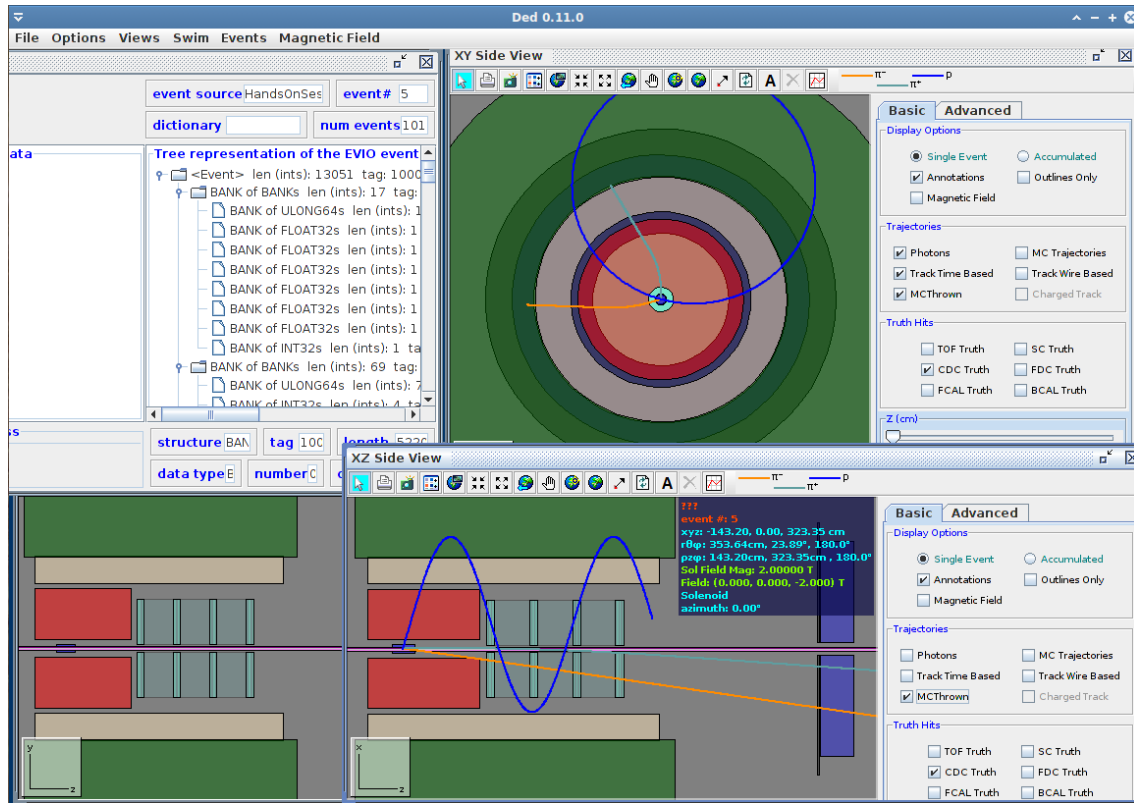 Ded 0.11.0
File Options Views Swim Events Magnetic Field
event source HandsOnSes event# 5
dictionary num events 101
ata
Tree representation of the EVIO event
<Event> len (ints): 13051 tag: 1000
BANK of BANKs len (ints): 17 tag:
BANK of ULONG64s len (ints): 1
BANK of FLOAT32s len (ints): 1
BANK of FLOAT32s len (ints): 1
BANK of FLOAT32s len (ints): 1
BANK of FLOAT32s len (ints): 1
BANK of FLOAT32s len (ints): 1
BANK of FLOAT32s len (ints): 1
BANK of INT32s len (ints): 1 ta
BANK of BANKs len (ints): 69 tag:
BANK of ULONG64s len (ints): 7
BANK of INT32s len (ints): 4 tag
ss
structure BAN tag 100 length 5220
data type B number 0
XY Side View
A
π⁻ p
π⁺
Basic Advanced
Display Options
Single Event Accumulated
Annotations Outlines Only
Magnetic Field
Trajectories
Photons MC Trajectories
Track Time Based Track Wire Based
MCThrown Charged Track
Truth Hits
TOF Truth SC Truth
CDC Truth FDC Truth
FCAL Truth BCAL Truth
Z (cm)
XZ Side View
A
π⁻ p
π⁺
???
event #: 5
xyz: -143.20, 0.00, 323.35 cm
rθφ: 353.64cm, 23.89°, 180.0°
ρzφ: 143.20cm, 323.35cm , 180.0°
Sol Field Mag: 2.00000 T
Field: (0.000, 0.000, -2.000) T
Solenoid
azimuth: 0.00°
Basic Advanced
Display Options
Single Event Accumulated
Annotations Outlines Only
Magnetic Field
Trajectories
Photons MC Trajectories
Track Time Based Track Wire Based
MCThrown Charged Track
Truth Hits
TOF Truth SC Truth
CDC Truth FDC Truth
FCAL Truth BCAL Truth
y
z
x
z